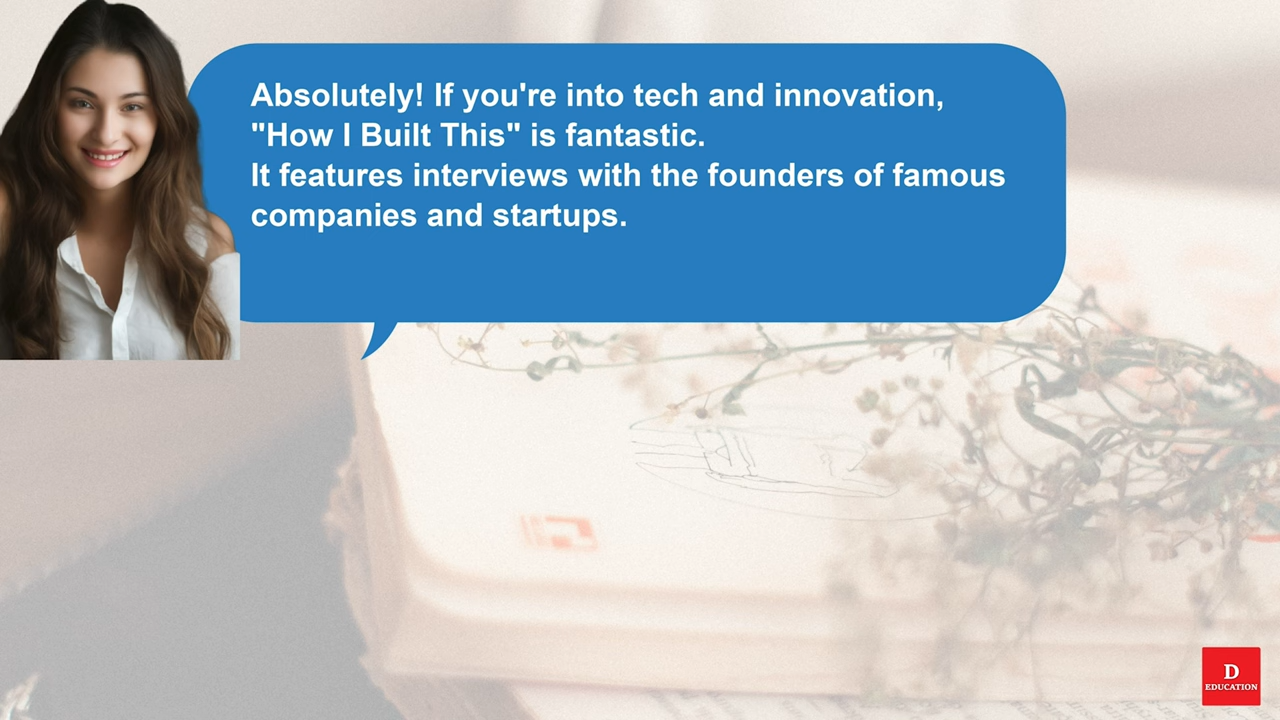 Absolutely! If you're into tech and innovation,
"How I Built This" is fantastic.
It features interviews with the founders of famous
companies and startups.
D
EDUCATION